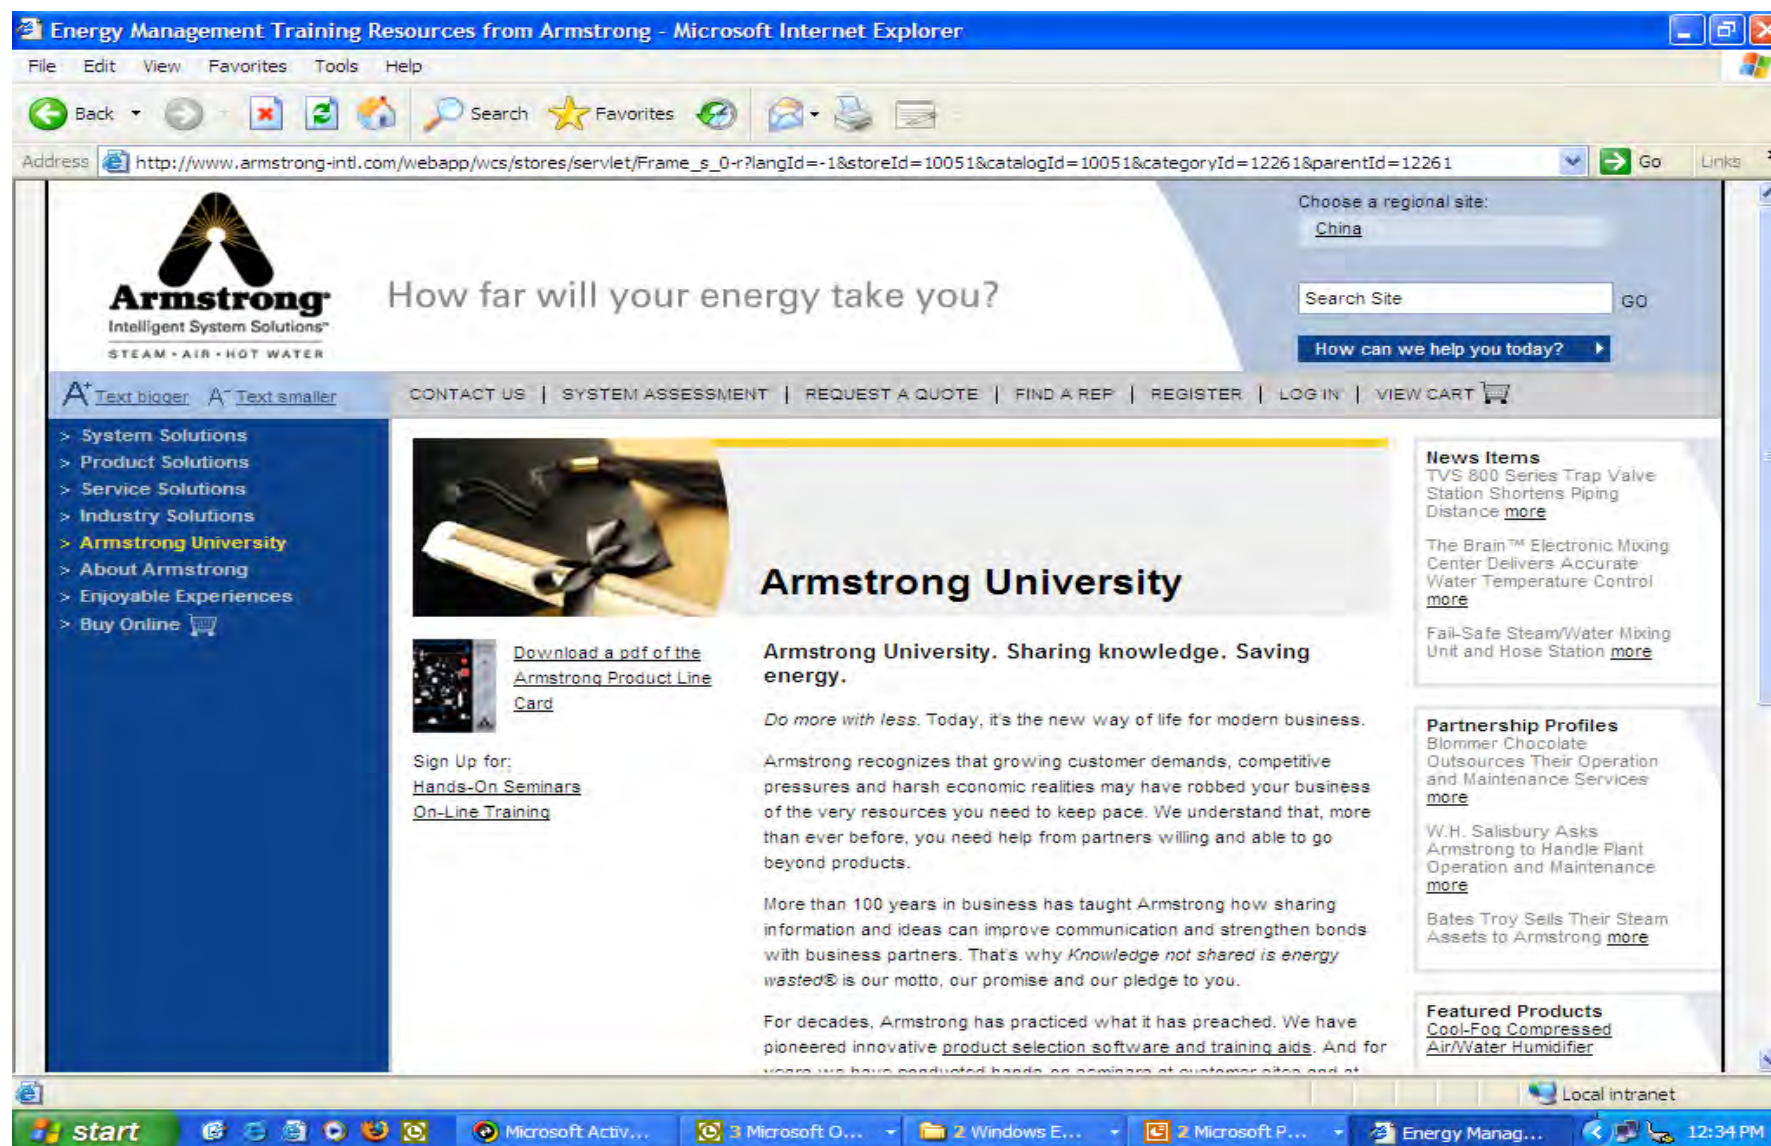 Energy Management Training Resources from Armstrong - Microsoft Internet Explorer
File Edit View Favorites Tools Help
Back Search Favorites
Address http://www.armstrong-intl.com/webapp/wcs/stores/servlet/Frame_s_0-r?langId=-1&storeId=10051&catalogId=10051&categoryId=12261&parentId=12261 Go Links
Armstrong®
Intelligent System Solutions™
STEAM • AIR • HOT WATER
How far will your energy take you?
Choose a regional site:
China
Search Site GO
How can we help you today?
A+ Text bigger A- Text smaller
CONTACT US | SYSTEM ASSESSMENT | REQUEST A QUOTE | FIND A REP | REGISTER | LOG IN | VIEW CART
> System Solutions
> Product Solutions
> Service Solutions
> Industry Solutions
> Armstrong University
> About Armstrong
> Enjoyable Experiences
> Buy Online
Download a pdf of the
Armstrong Product Line
Card
Sign Up for:
Hands-On Seminars
On-Line Training
Armstrong University
Armstrong University. Sharing knowledge. Saving
energy.
Do more with less. Today, it's the new way of life for modern business.
Armstrong recognizes that growing customer demands, competitive
pressures and harsh economic realities may have robbed your business
of the very resources you need to keep pace. We understand that, more
than ever before, you need help from partners willing and able to go
beyond products.
More than 100 years in business has taught Armstrong how sharing
information and ideas can improve communication and strengthen bonds
with business partners. That's why Knowledge not shared is energy
wasted® is our motto, our promise and our pledge to you.
For decades, Armstrong has practiced what it has preached. We have
pioneered innovative product selection software and training aids. And for
years we have conducted hands-on seminars at customer sites and at
News Items
TVS 800 Series Trap Valve
Station Shortens Piping
Distance more
The Brain™ Electronic Mixing
Center Delivers Accurate
Water Temperature Control
more
Fail-Safe Steam/Water Mixing
Unit and Hose Station more
Partnership Profiles
Blommer Chocolate
Outsources Their Operation
and Maintenance Services
more
W.H. Salisbury Asks
Armstrong to Handle Plant
Operation and Maintenance
more
Bates Troy Sells Their Steam
Assets to Armstrong more
Featured Products
Cool-Fog Compressed
Air/Water Humidifier
Local intranet
start Microsoft Activ... 3 Microsoft O... 2 Windows E... 2 Microsoft P... Energy Manag... 12:34 PM